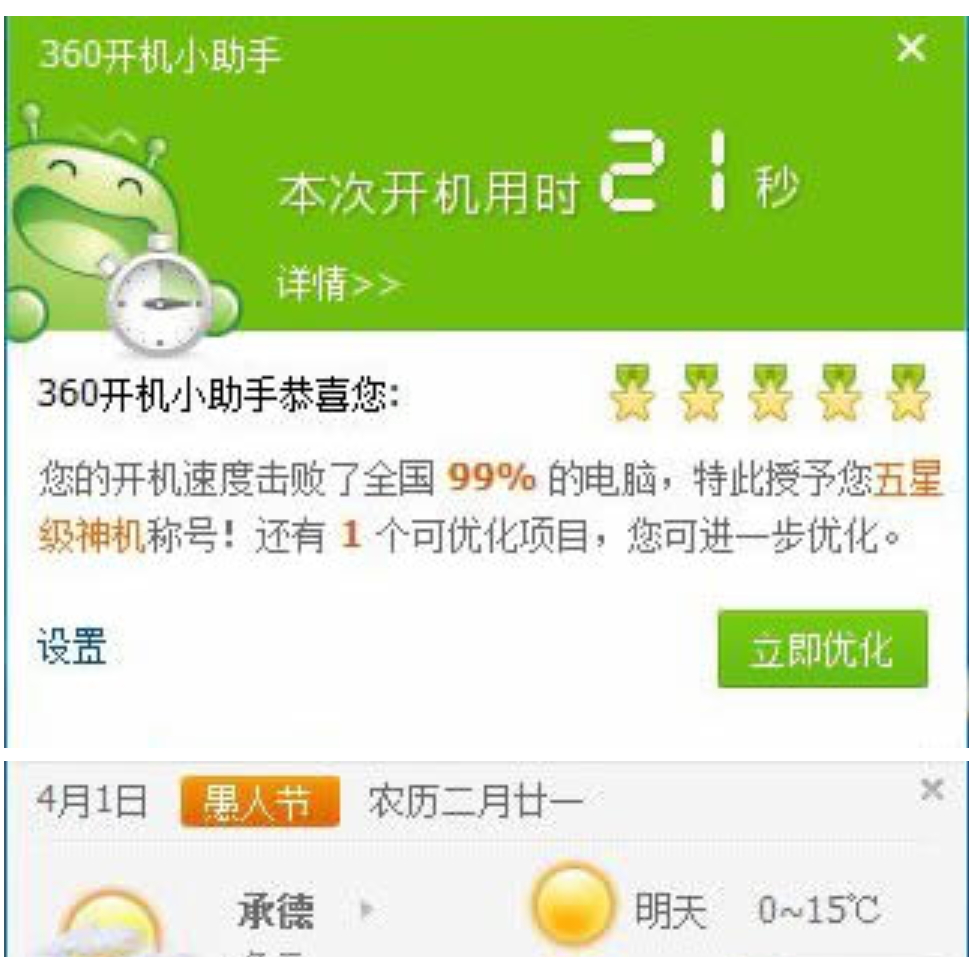 360开机小助手
本次开机用时 21 秒
详情>>
360开机小助手恭喜您:
您的开机速度击败了全国 99% 的电脑，特此授予您五星
级神机称号！还有 1 个可优化项目，您可进一步优化。
设置
立即优化
4月1日 愚人节 农历二月廿一
承德 明天 0~15℃